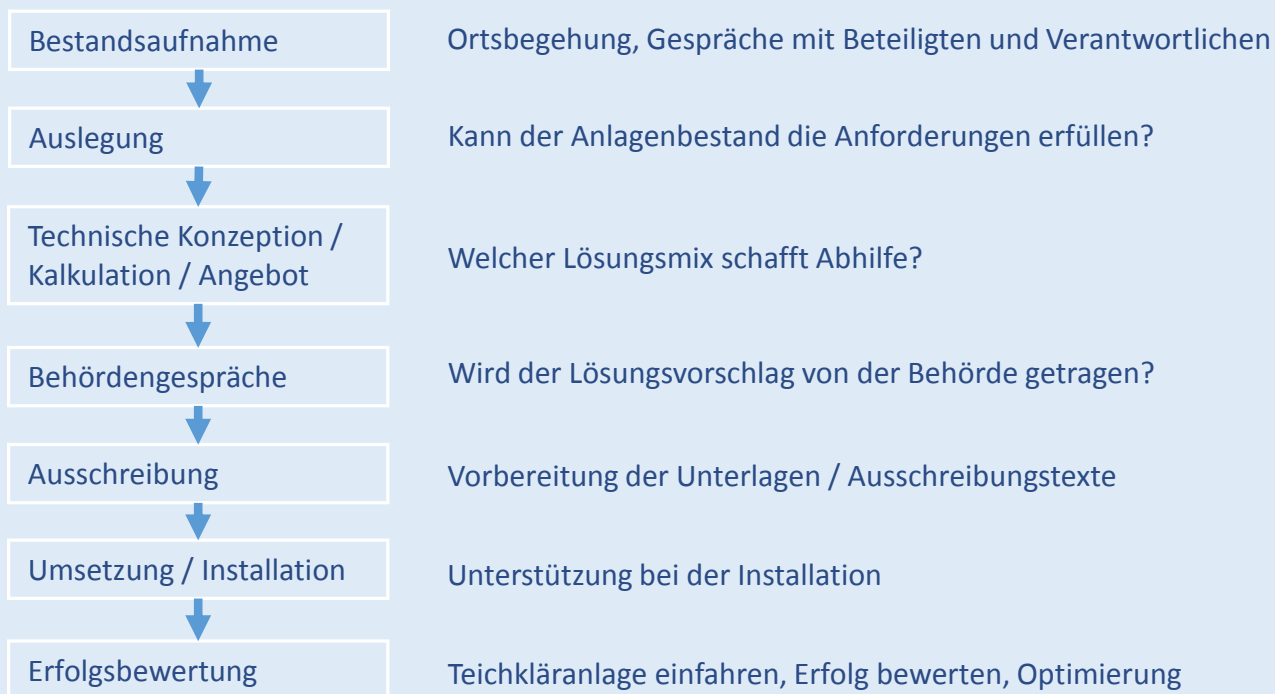 Bestandsaufnahme
Ortsbegehung, Gespräche mit Beteiligten und Verantwortlichen
Auslegung
Kann der Anlagenbestand die Anforderungen erfüllen?
Technische Konzeption /
Kalkulation / Angebot
Welcher Lösungsmix schafft Abhilfe?
Behördengespräche
Wird der Lösungsvorschlag von der Behörde getragen?
Ausschreibung
Vorbereitung der Unterlagen / Ausschreibungstexte
Umsetzung / Installation
Unterstützung bei der Installation
Erfolgsbewertung
Teichkläranlage einfahren, Erfolg bewerten, Optimierung